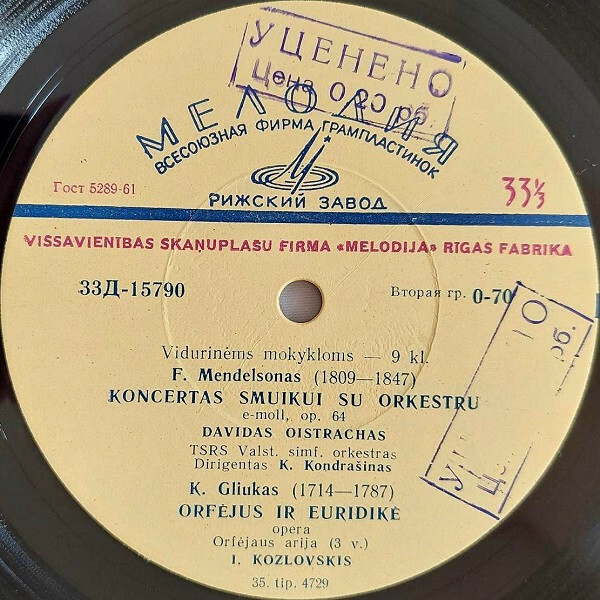 УЦЕНЕНО
Цена 0,20 рб.
МЕЛОДИЯ
ВСЕСОЮЗНАЯ ФИРМА ГРАМПЛАСТИНОК
Гост 5289-61
33⅓
РИЖСКИЙ ЗАВОД
VISSAVIENĪBAS SKAŅUPLAŠU FIRMA «MELODIJA» RĪGAS FABRIKA
33Д-15790
Вторая гр. 0-70
Vidurinėms mokykloms — 9 kl.
F. Mendelsonas (1809—1847)
KONCERTAS SMUIKUI SU ORKESTRU
e-moll, op. 64
DAVIDAS OISTRACHAS
TSRS Valst. simf. orkestras
Dirigentas K. Kondrašinas
K. Gliukas (1714—1787)
ORFĖJUS IR EURIDIKĖ
opera
Orfėjaus arija (3 v.)
I. KOZLOVSKIS
35. tip. 4729